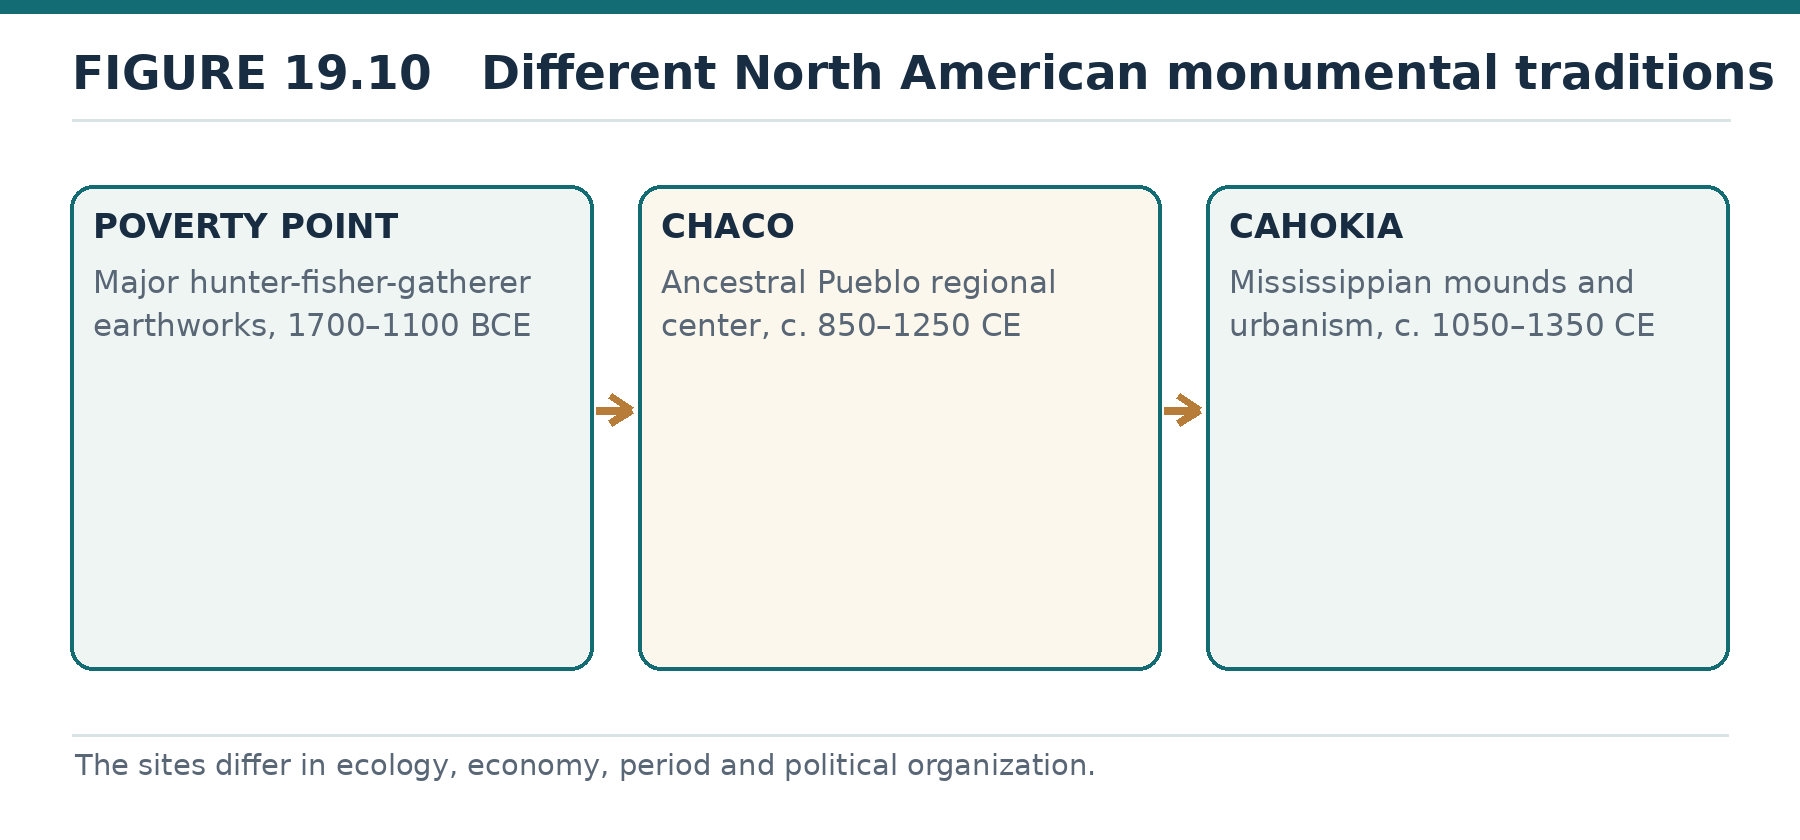 FIGURE 19.10 Different North American monumental traditions
POVERTY POINT
Major hunter-fisher-gatherer
earthworks, 1700–1100 BCE
CHACO
Ancestral Pueblo regional
center, c. 850–1250 CE
CAHOKIA
Mississippian mounds and
urbanism, c. 1050–1350 CE
The sites differ in ecology, economy, period and political organization.